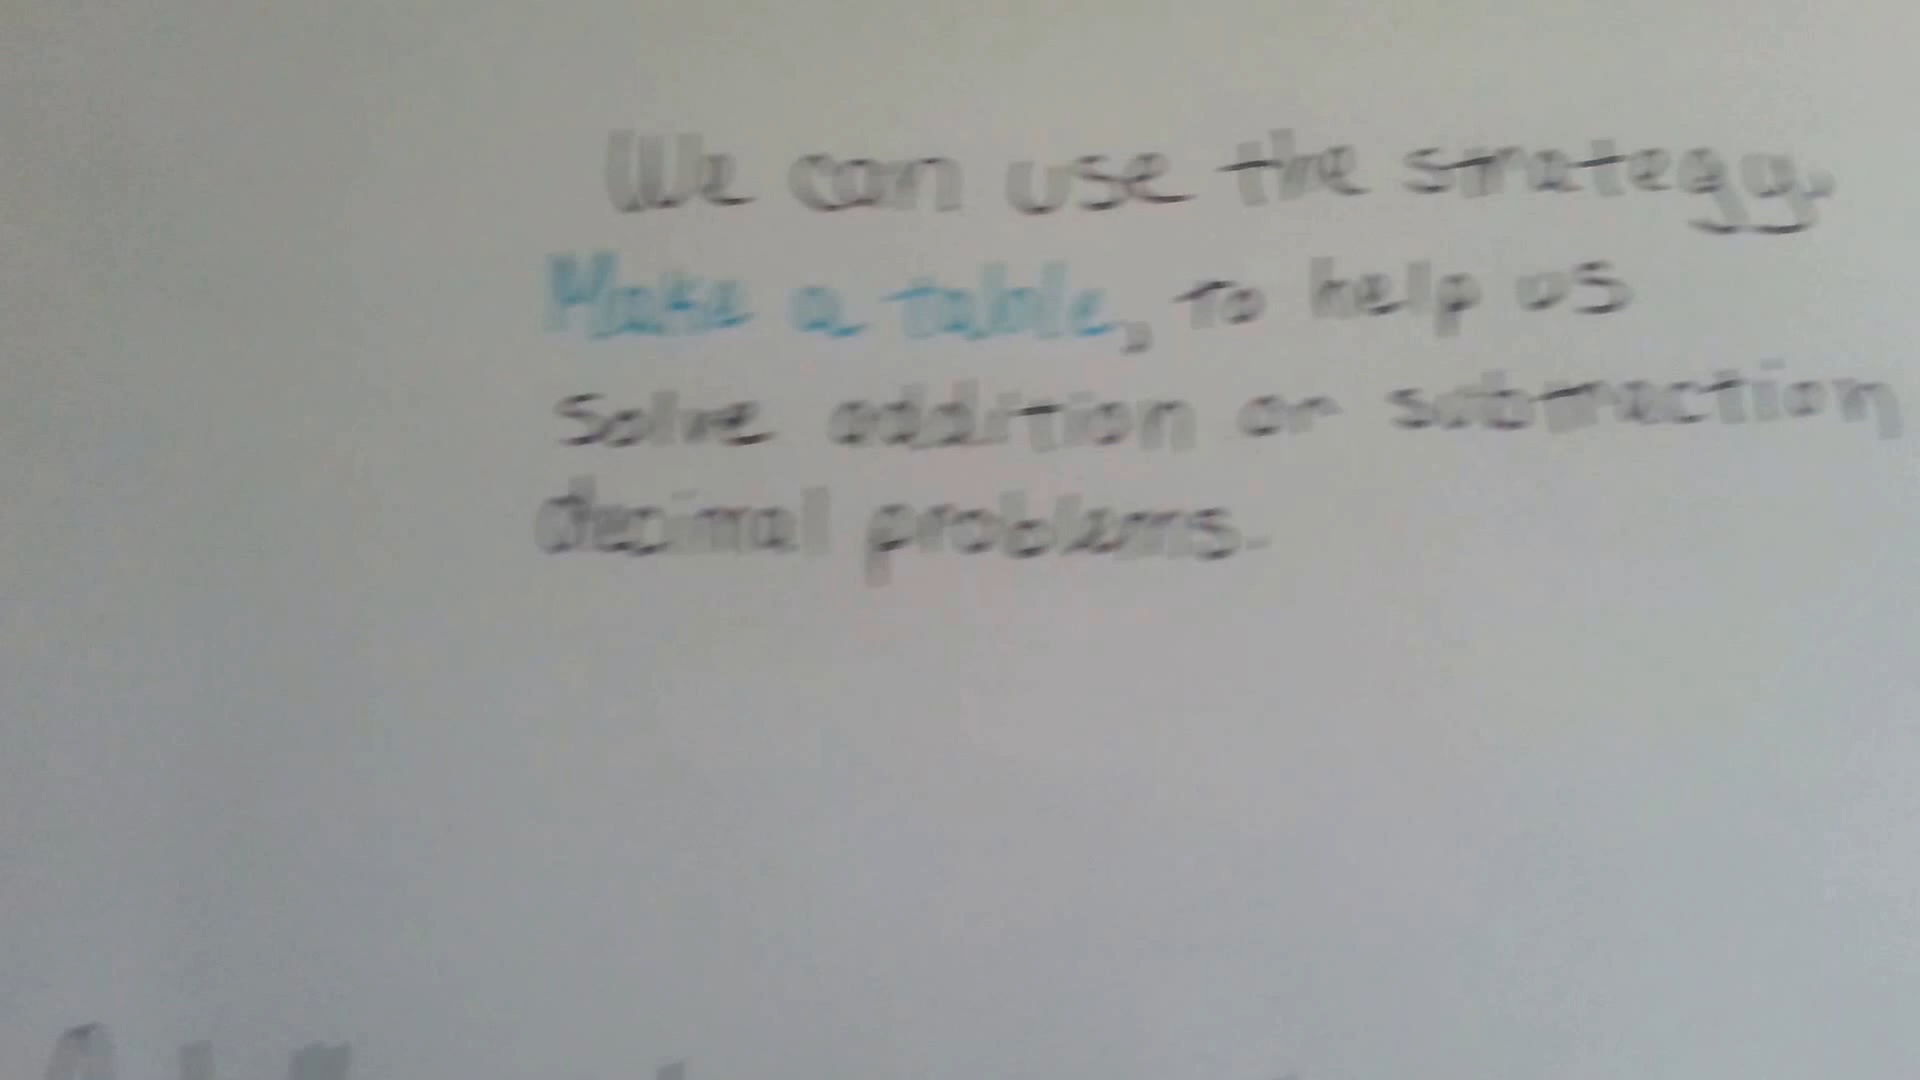 We can use the strategy,
Make a table, to help us
Solve addition or subtraction
decimal problems.